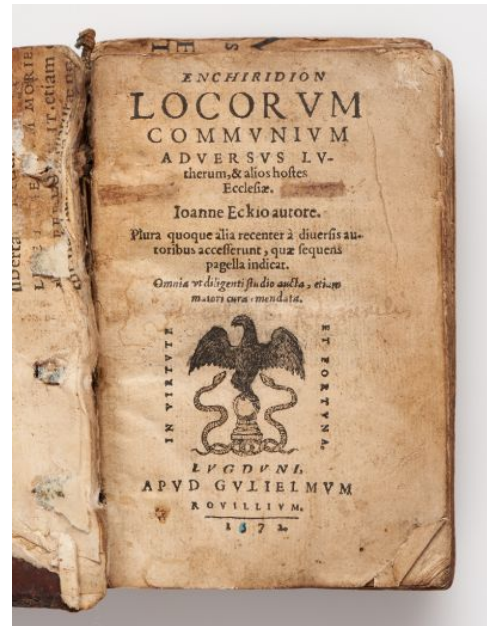 ENCHIRIDION
LOCORVM
COMMVNIVM
ADVERSVS LV-
therum, & alios hostes
Ecclesiæ.
Ioanne Eckio autore.
Plura quoque alia recenter à diuersis au-
toribus accesserunt, quæ sequens
pagella indicat.
Omnia vt diligenti studio aucta, etiam
maiori cura emendata.
IN VIRTVTE
ET FORTVNA.
LVGDVNI,
APVD GVLIELMVM
ROVILLIVM.
1572.